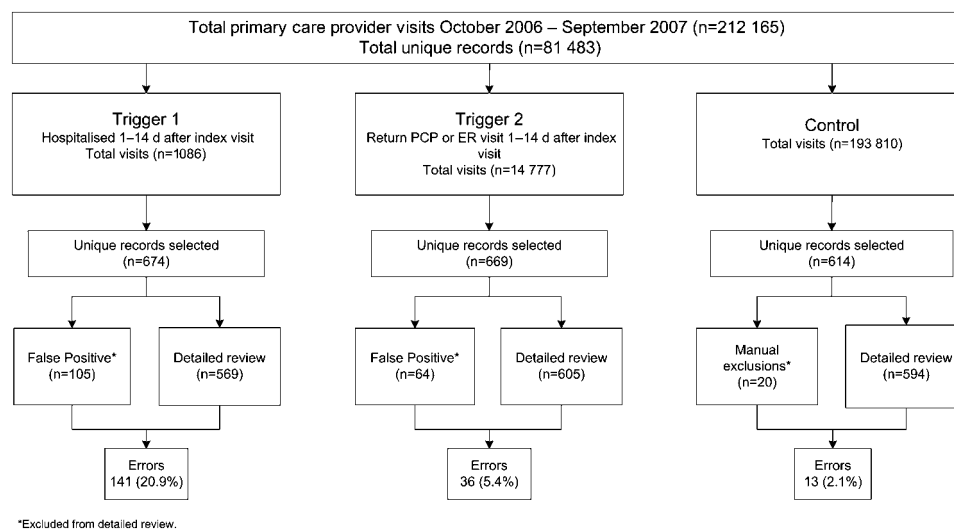 Total primary care provider visits October 2006 – September 2007 (n=212 165)
Total unique records (n=81 483)
Trigger 1
Hospitalised 1–14 d after index visit
Total visits (n=1086)
Trigger 2
Return PCP or ER visit 1–14 d after index
visit
Total visits (n=14 777)
Control
Total visits (n=193 810)
Unique records selected
(n=674)
Unique records selected
(n=669)
Unique records selected
(n=614)
False Positive*
(n=105)
Detailed review
(n=569)
False Positive*
(n=64)
Detailed review
(n=605)
Manual
exclusions*
(n=20)
Detailed review
(n=594)
Errors
141 (20.9%)
Errors
36 (5.4%)
Errors
13 (2.1%)
*Excluded from detailed review.